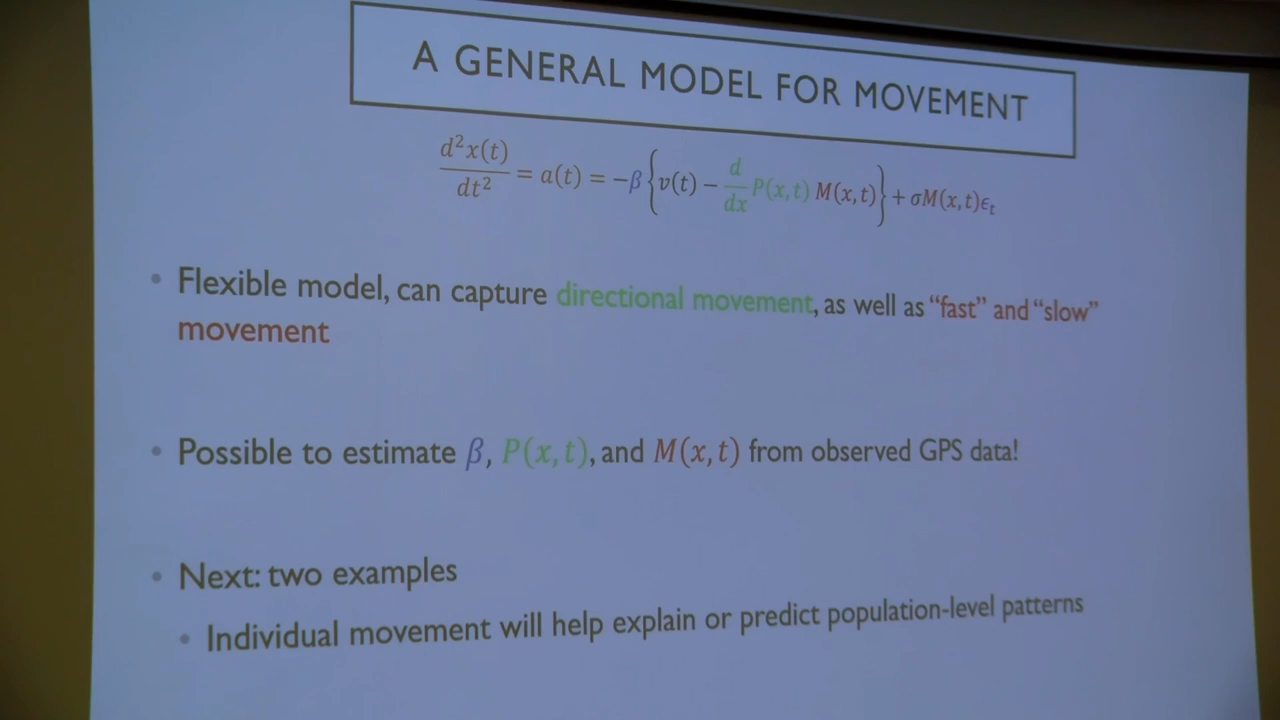 A GENERAL MODEL FOR MOVEMENT
d²x(t)/dt² = a(t) = −β{v(t) − d/dx P(x,t) M(x,t)} + σM(x,t)ϵₜ
• Flexible model, can capture directional movement, as well as “fast” and “slow”
movement
• Possible to estimate β, P(x,t), and M(x,t) from observed GPS data!
• Next: two examples
• Individual movement will help explain or predict population-level patterns